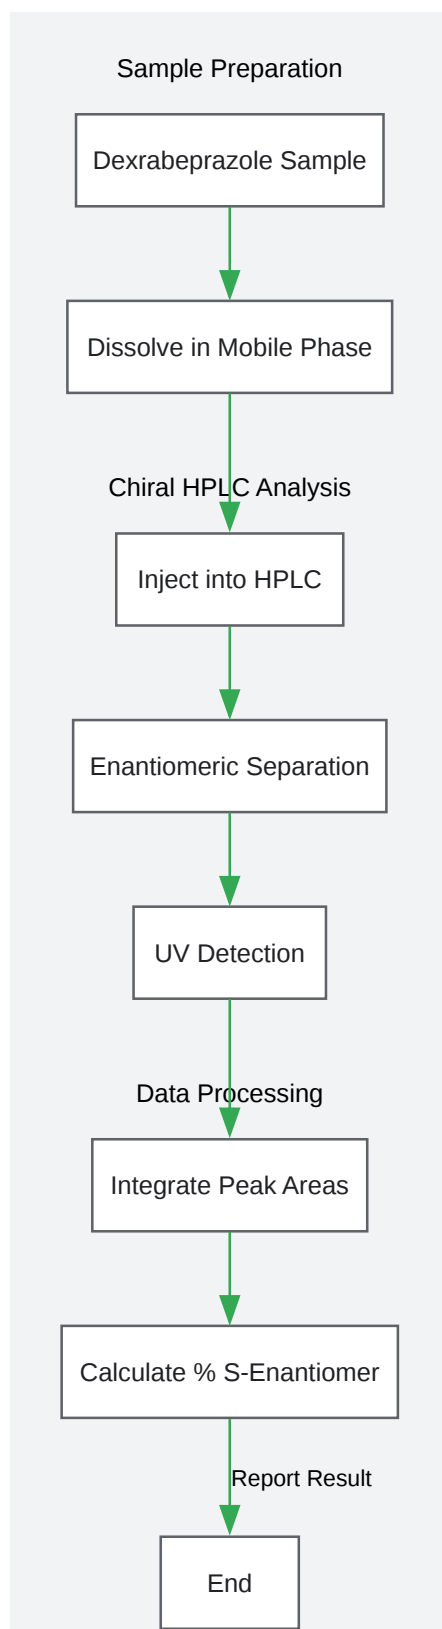 Sample Preparation
Dexrabeprazole Sample
Dissolve in Mobile Phase
Chiral HPLC Analysis
Inject into HPLC
Enantiomeric Separation
UV Detection
Data Processing
Integrate Peak Areas
Calculate % S-Enantiomer
Report Result
End